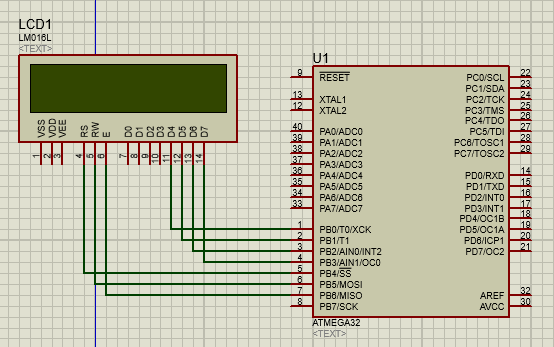 LCD1
LM016L
<TEXT>
VSS VDD VEE RS RW E D0 D1 D2 D3 D4 D5 D6 D7
1 2 3 4 5 6 7 8 9 10 11 12 13 14
U1
9 RESET PC0/SCL 22
PC1/SDA 23
13 XTAL1 PC2/TCK 24
12 XTAL2 PC3/TMS 25
PC4/TDO 26
40 PA0/ADC0 PC5/TDI 27
39 PA1/ADC1 PC6/TOSC1 28
38 PA2/ADC2 PC7/TOSC2 29
37 PA3/ADC3
36 PA4/ADC4 PD0/RXD 14
35 PA5/ADC5 PD1/TXD 15
34 PA6/ADC6 PD2/INT0 16
33 PA7/ADC7 PD3/INT1 17
PD4/OC1B 18
1 PB0/T0/XCK PD5/OC1A 19
2 PB1/T1 PD6/ICP1 20
3 PB2/AIN0/INT2 PD7/OC2 21
4 PB3/AIN1/OC0
5 PB4/SS
6 PB5/MOSI
7 PB6/MISO AREF 32
8 PB7/SCK AVCC 30
ATMEGA32
<TEXT>